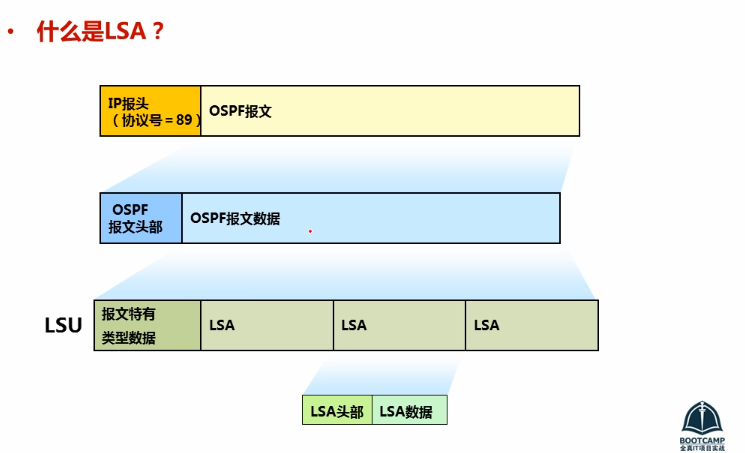 • 什么是LSA？
IP报头
（协议号＝89）
OSPF报文
OSPF
报文头部
OSPF报文数据
LSU
报文特有
类型数据
LSA
LSA
LSA
LSA头部
LSA数据
BOOTCAMP
全真IT项目实战